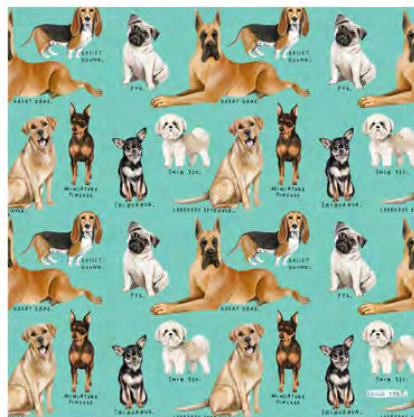 BASSET
HOUND.
BASSET
HOUND.
PUG.
PUG.
GREAT DANE.
GREAT DANE.
SHIH TZU.
SHIH TZU.
MINIATURE
PINSCHER
MINIATURE
PINSCHER
CHIHUAHUA.
CHIHUAHUA.
LABRADOR RETRIEVER.
BASSET
HOUND.
BASSET
HOUND.
PUG.
PUG.
GREAT DANE.
GREAT DANE.
SHIH TZU.
MINIATURE
PINSCHER
MINIATURE
PINSCHER
CHIHUAHUA.
CHIHUAHUA.
LABRADOR RETRIEVER.